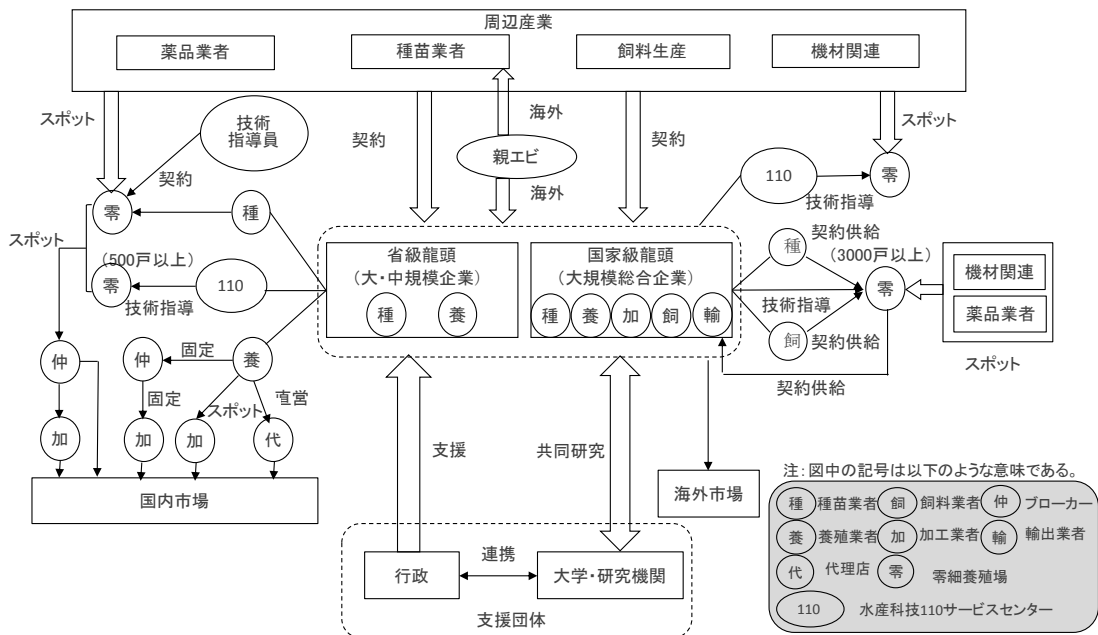 周辺産業
薬品業者
種苗業者
飼料生産
機材関連
スポット
技術
指導員
契約
海外
契約
スポット
親エビ
海外
110
零
契約
技術指導
零
種
スポット
(500戸以上)
零
110
技術指導
省級龍頭
(大・中規模企業)
種
養
国家級龍頭
(大規模総合企業)
種
養
加
飼
輸
契約供給
種
(3000戸以上)
零
技術指導
飼
契約供給
契約供給
機材関連
薬品業者
スポット
仲
仲
固定
養
固定
スポット
直営
加
加
加
代
国内市場
支援
共同研究
海外市場
行政
連携
大学・研究機関
支援団体
注:図中の記号は以下のような意味である。
種 種苗業者 飼 飼料業者 仲 ブローカー
養 養殖業者 加 加工業者 輸 輸出業者
代 代理店 零 零細養殖場
110 水産科技110サービスセンター